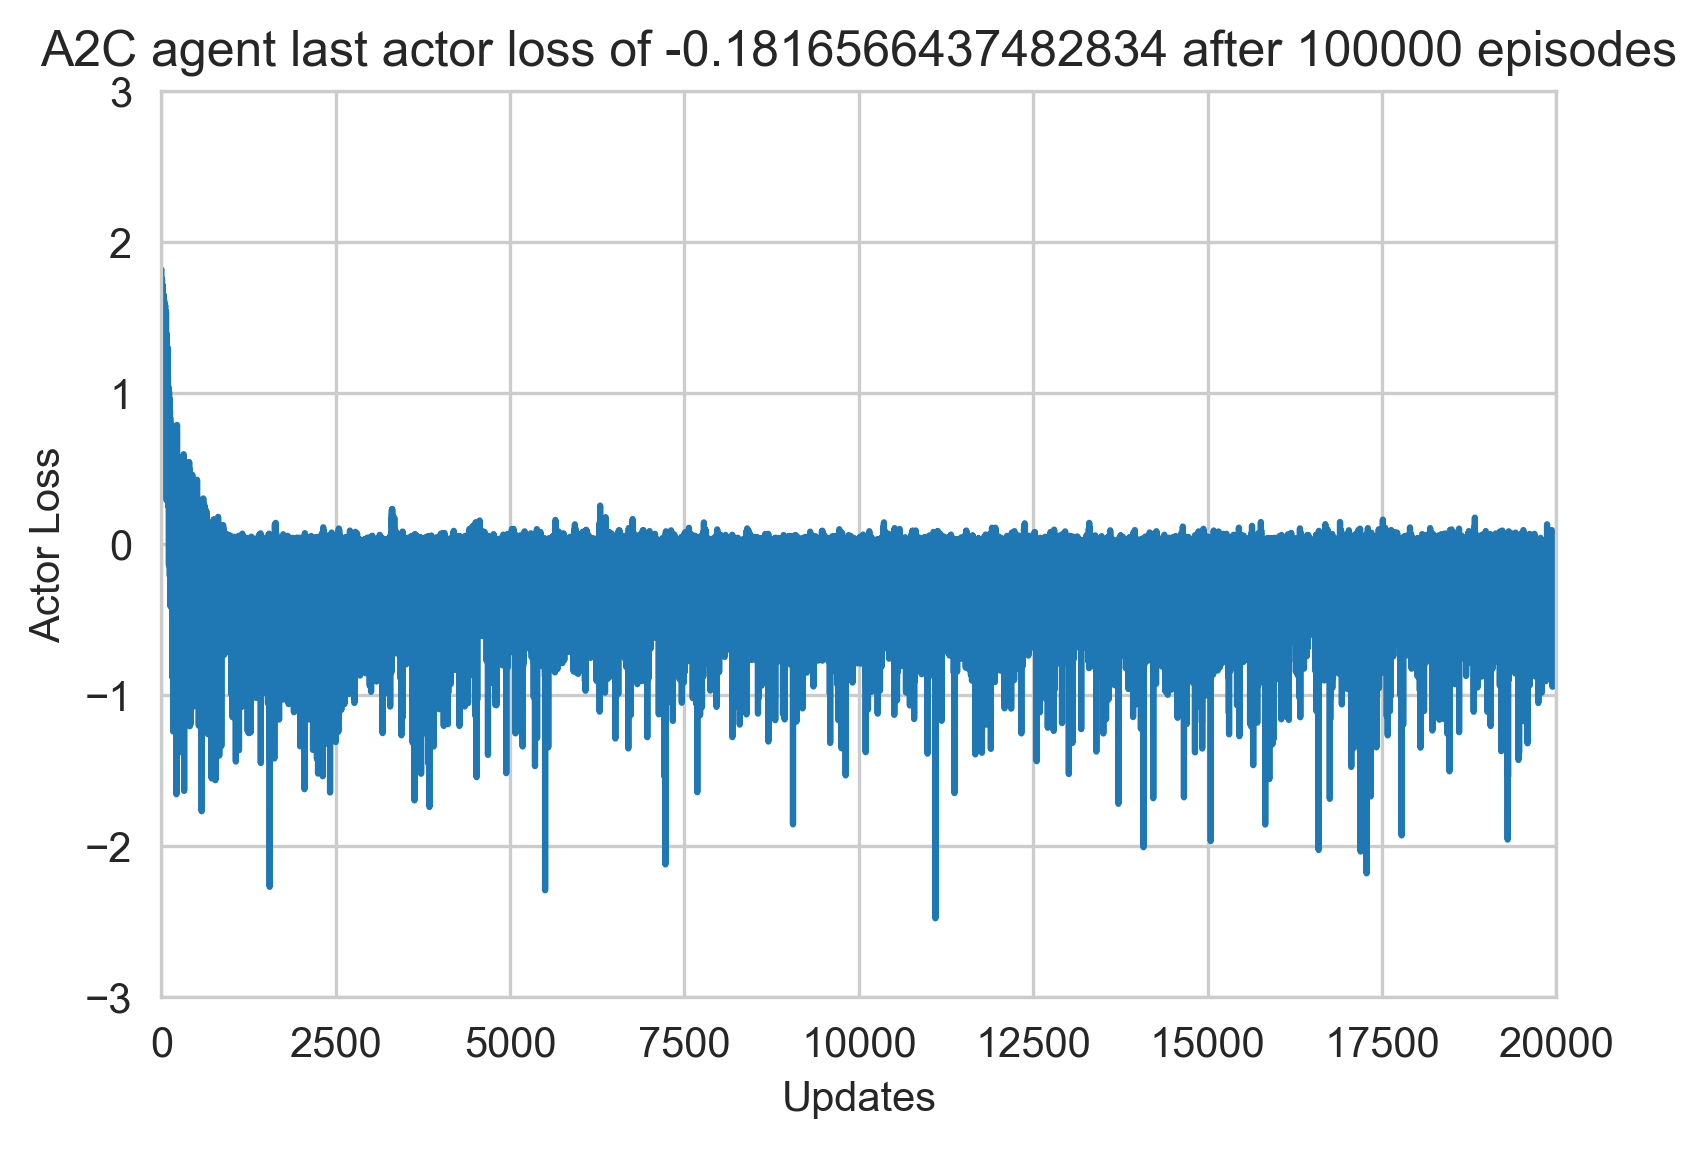 A2C agent last actor loss of -0.1816566437482834 after 100000 episodes
3
2
1
0
−1
−2
−3
Actor Loss
0 2500 5000 7500 10000 12500 15000 17500 20000
Updates